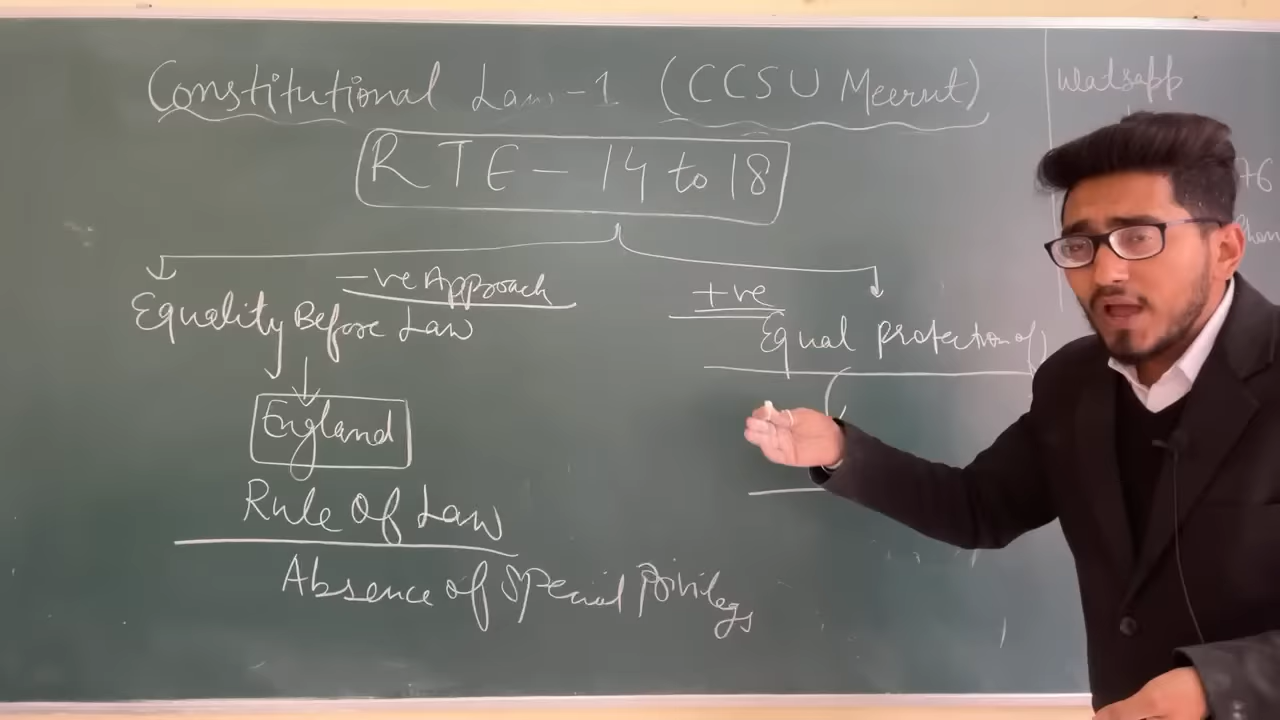 Constitutional Law-1 (CCSU Meerut)
RTE - 14 to 18
-ve Approach
Equality Before Law
England
Rule Of Law
Absence of Special Privilegs
+ve
Equal Protection of
Watsapp
76